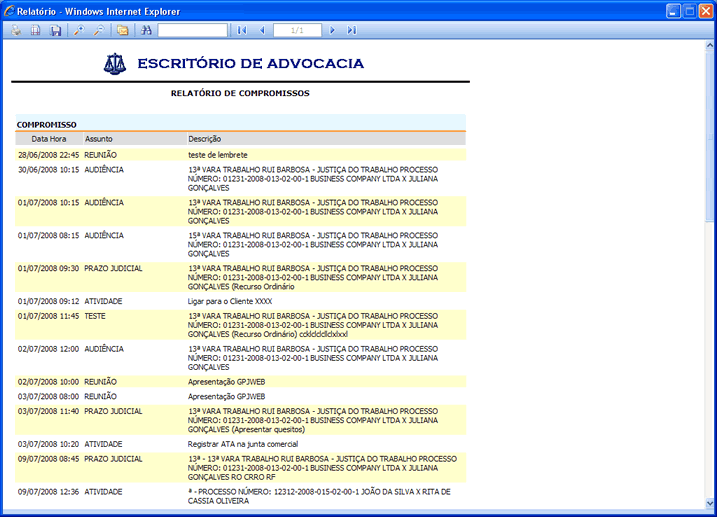 Relatório - Windows Internet Explorer
1/1
ESCRITÓRIO DE ADVOCACIA
RELATÓRIO DE COMPROMISSOS
COMPROMISSO
Data Hora Assunto Descrição
28/06/2008 22:45 REUNIÃO teste de lembrete
30/06/2008 10:15 AUDIÊNCIA 13ª VARA TRABALHO RUI BARBOSA - JUSTIÇA DO TRABALHO PROCESSO
NÚMERO: 01231-2008-013-02-00-1 BUSINESS COMPANY LTDA X JULIANA
GONÇALVES
01/07/2008 10:15 AUDIÊNCIA 13ª VARA TRABALHO RUI BARBOSA - JUSTIÇA DO TRABALHO PROCESSO
NÚMERO: 01231-2008-013-02-00-1 BUSINESS COMPANY LTDA X JULIANA
GONÇALVES
01/07/2008 08:15 AUDIÊNCIA 15ª VARA TRABALHO RUI BARBOSA - JUSTIÇA DO TRABALHO PROCESSO
NÚMERO: 01231-2008-013-02-00-1 BUSINESS COMPANY LTDA X JULIANA
GONÇALVES
01/07/2008 09:30 PRAZO JUDICIAL 13ª VARA TRABALHO RUI BARBOSA - JUSTIÇA DO TRABALHO PROCESSO
NÚMERO: 01231-2008-013-02-00-1 BUSINESS COMPANY LTDA X JULIANA
GONÇALVES (Recurso Ordinário
01/07/2008 09:12 ATIVIDADE Ligar para o Cliente XXXX
01/07/2008 11:45 TESTE 13ª VARA TRABALHO RUI BARBOSA - JUSTIÇA DO TRABALHO PROCESSO
NÚMERO: 01231-2008-013-02-00-1 BUSINESS COMPANY LTDA X JULIANA
GONÇALVES (Recurso Ordinário)
02/07/2008 12:00 AUDIÊNCIA 13ª VARA TRABALHO RUI BARBOSA - JUSTIÇA DO TRABALHO PROCESSO
NÚMERO: 01231-2008-013-02-00-1 BUSINESS COMPANY LTDA X JULIANA
GONÇALVES
02/07/2008 10:00 REUNIÃO Apresentação GPJWEB
03/07/2008 08:00 REUNIÃO Apresentação GPJWEB
03/07/2008 11:40 PRAZO JUDICIAL 13ª VARA TRABALHO RUI BARBOSA - JUSTIÇA DO TRABALHO PROCESSO
NÚMERO: 01231-2008-013-02-00-1 BUSINESS COMPANY LTDA X JULIANA
GONÇALVES (Apresentar quesitos)
03/07/2008 10:20 ATIVIDADE Registrar ATA na junta comercial
09/07/2008 08:45 PRAZO JUDICIAL 13ª - 13ª VARA TRABALHO RUI BARBOSA - JUSTIÇA DO TRABALHO PROCESSO
NÚMERO: 01231-2008-013-02-00-1 BUSINESS COMPANY LTDA X JULIANA
GONÇALVES RO CRRO RF
09/07/2008 12:36 ATIVIDADE ª - PROCESSO NÚMERO: 12312-2008-015-02-00-1 JOÃO DA SILVA X RITA DE
CASSIA OLIVEIRA